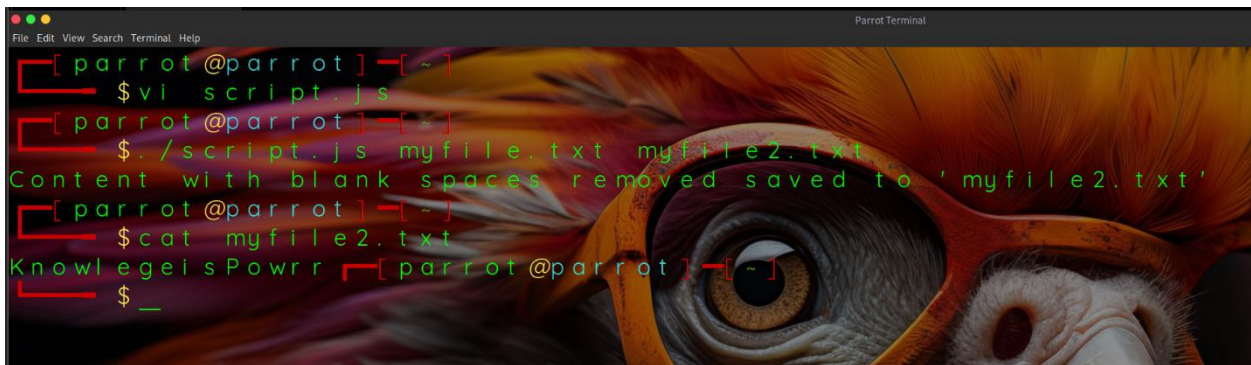 Parrot Terminal
File Edit View Search Terminal Help
[parrot@parrot]─[~]
$vi script.js
[parrot@parrot]─[~]
$./script.js myfile.txt myfile2.txt
Content with blank spaces removed saved to 'myfile2.txt'
[parrot@parrot]─[~]
$cat myfile2.txt
KnowlegeisPowrr ┌─[parrot@parrot]─[~]
$_